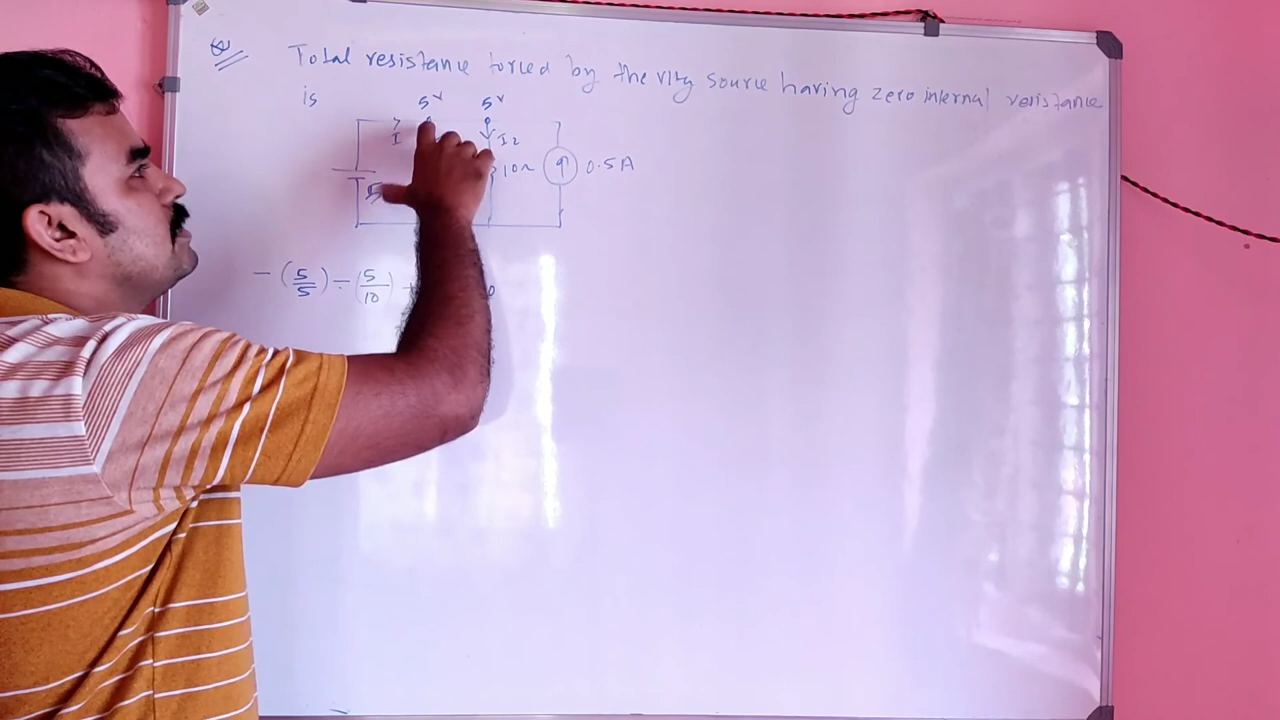 Q
Total resistance forced by the vltg source having zero internal resistance
is
5V 5V
I I2
10Ω 0.5A
5
- (5/5) - (5/10) +